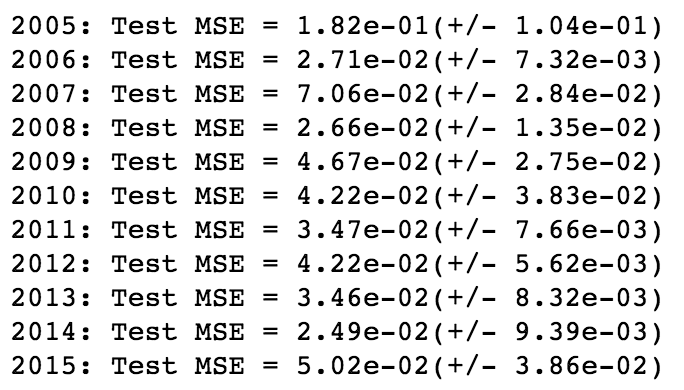 2005: Test MSE = 1.82e-01(+/- 1.04e-01)
2006: Test MSE = 2.71e-02(+/- 7.32e-03)
2007: Test MSE = 7.06e-02(+/- 2.84e-02)
2008: Test MSE = 2.66e-02(+/- 1.35e-02)
2009: Test MSE = 4.67e-02(+/- 2.75e-02)
2010: Test MSE = 4.22e-02(+/- 3.83e-02)
2011: Test MSE = 3.47e-02(+/- 7.66e-03)
2012: Test MSE = 4.22e-02(+/- 5.62e-03)
2013: Test MSE = 3.46e-02(+/- 8.32e-03)
2014: Test MSE = 2.49e-02(+/- 9.39e-03)
2015: Test MSE = 5.02e-02(+/- 3.86e-02)